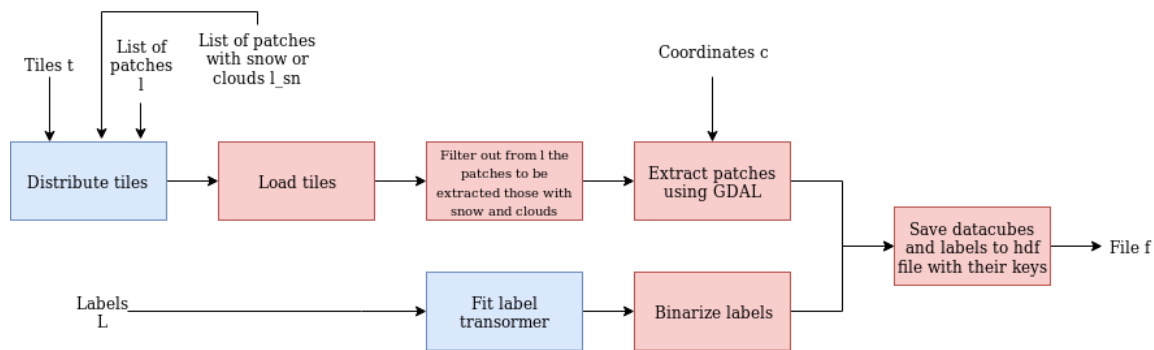 Tiles t
List of
patches
l
List of patches
with snow or
clouds l_sn
Coordinates c
Distribute tiles
Load tiles
Filter out from l the
patches to be
extracted those with
snow and clouds
Extract patches
using GDAL
Save datacubes
and labels to hdf
file with their keys
File f
Labels
L
Fit label
transormer
Binarize labels